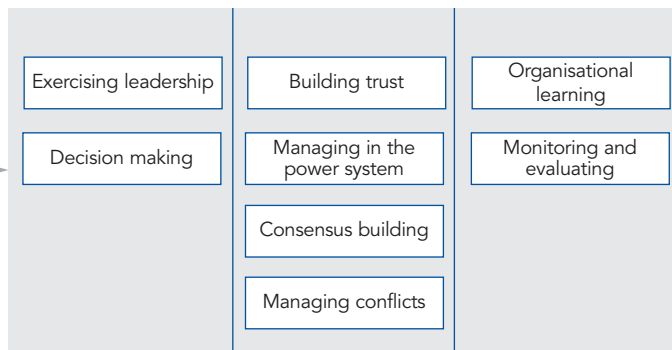 Exercising leadership
Decision making
Building trust
Managing in the
power system
Consensus building
Managing conflicts
Organisational
learning
Monitoring and
evaluating